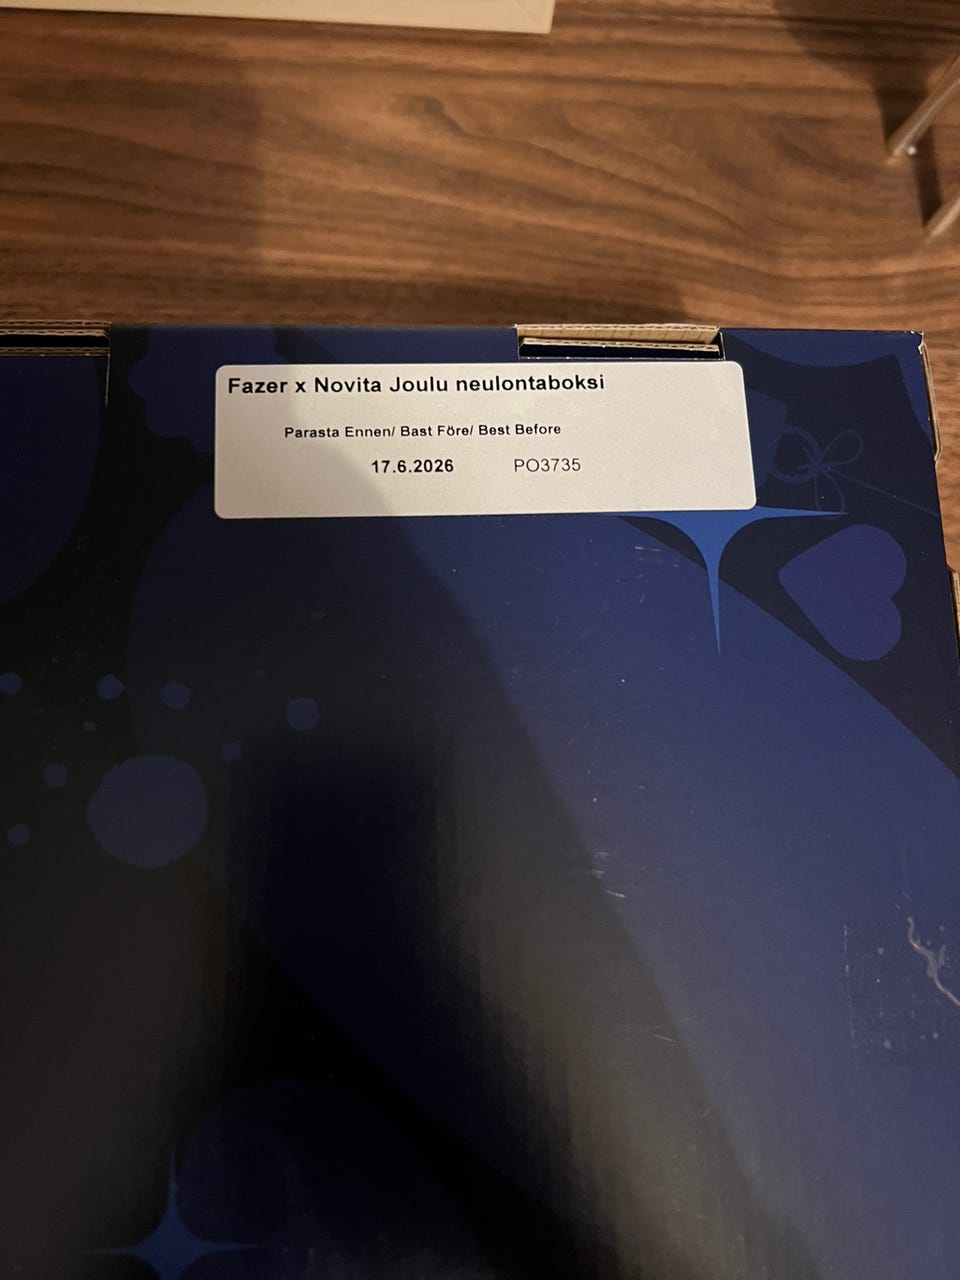 Fazer x Novita Joulu neulontaboksi
Parasta Ennen/ Bast Före/ Best Before
17.6.2026 PO3735